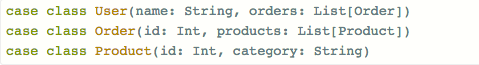 case class User(name: String, orders: List[Order])
case class Order(id: Int, products: List[Product])
case class Product(id: Int, category: String)